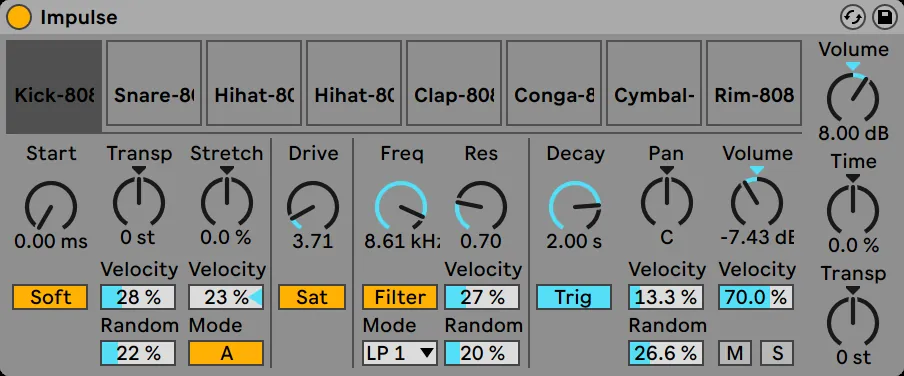 Impulse
Kick-808 Snare-80 Hihat-80 Hihat-80 Clap-808 Conga-8 Cymbal- Rim-808
Volume
8.00 dB
Start Transp Stretch Drive Freq Res Decay Pan Volume
0.00 ms 0 st 0.0 % 3.71 8.61 kHz 0.70 2.00 s C -7.43 dB
Time
0.0 %
Velocity Velocity Velocity Velocity Velocity
Soft 28 % 23 % Sat Filter 27 % Trig 13.3 % 70.0 %
Transp
0 st
Random Mode Mode Random Random
22 % A LP 1 20 % 26.6 % M S